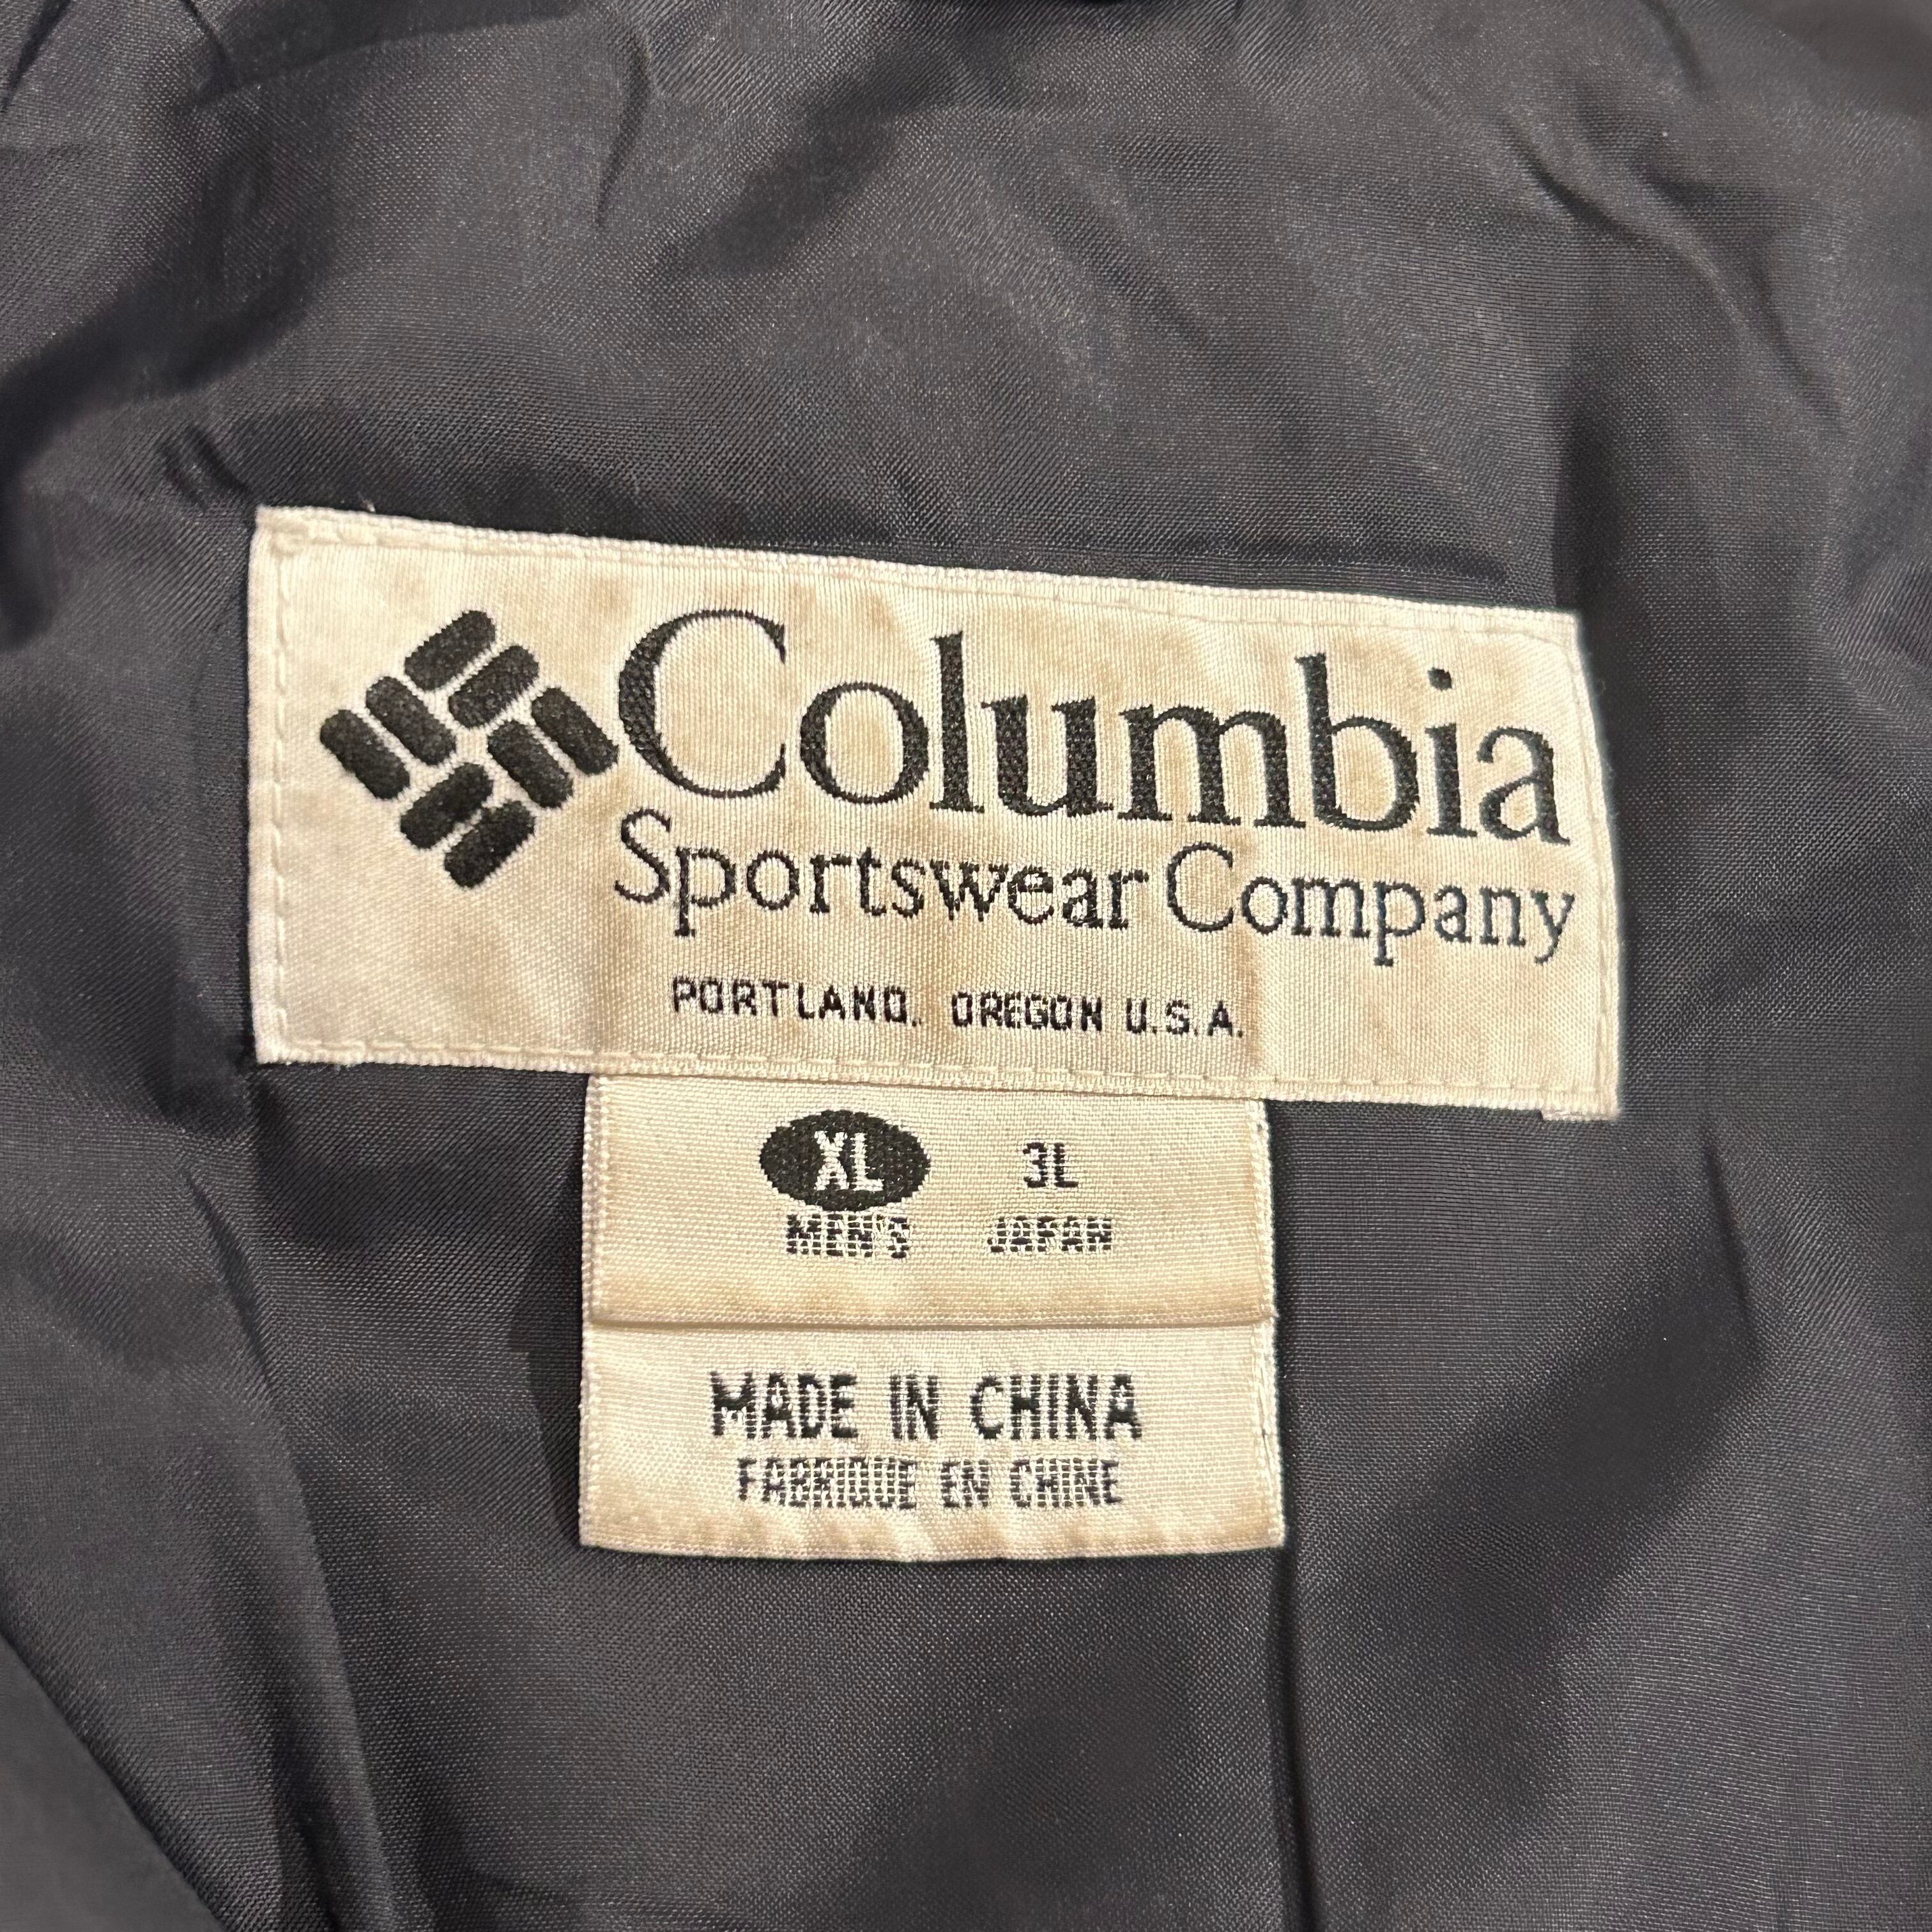 Columbia
Sportswear Company
PORTLAND, OREGON U.S.A.
XL 3L
MEN'S JAPAN
MADE IN CHINA
FABRIQUE EN CHINE